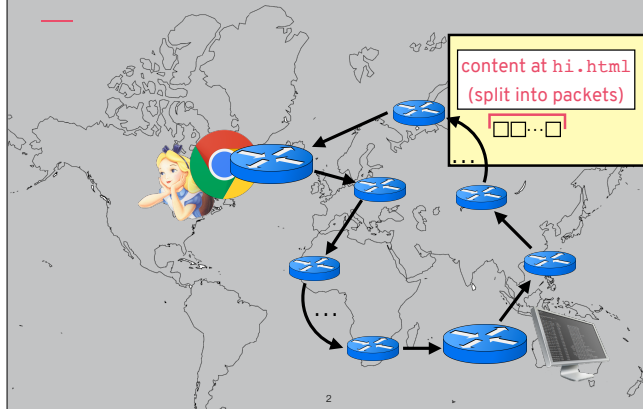 content at hi.html
(split into packets)
...
...
...
2